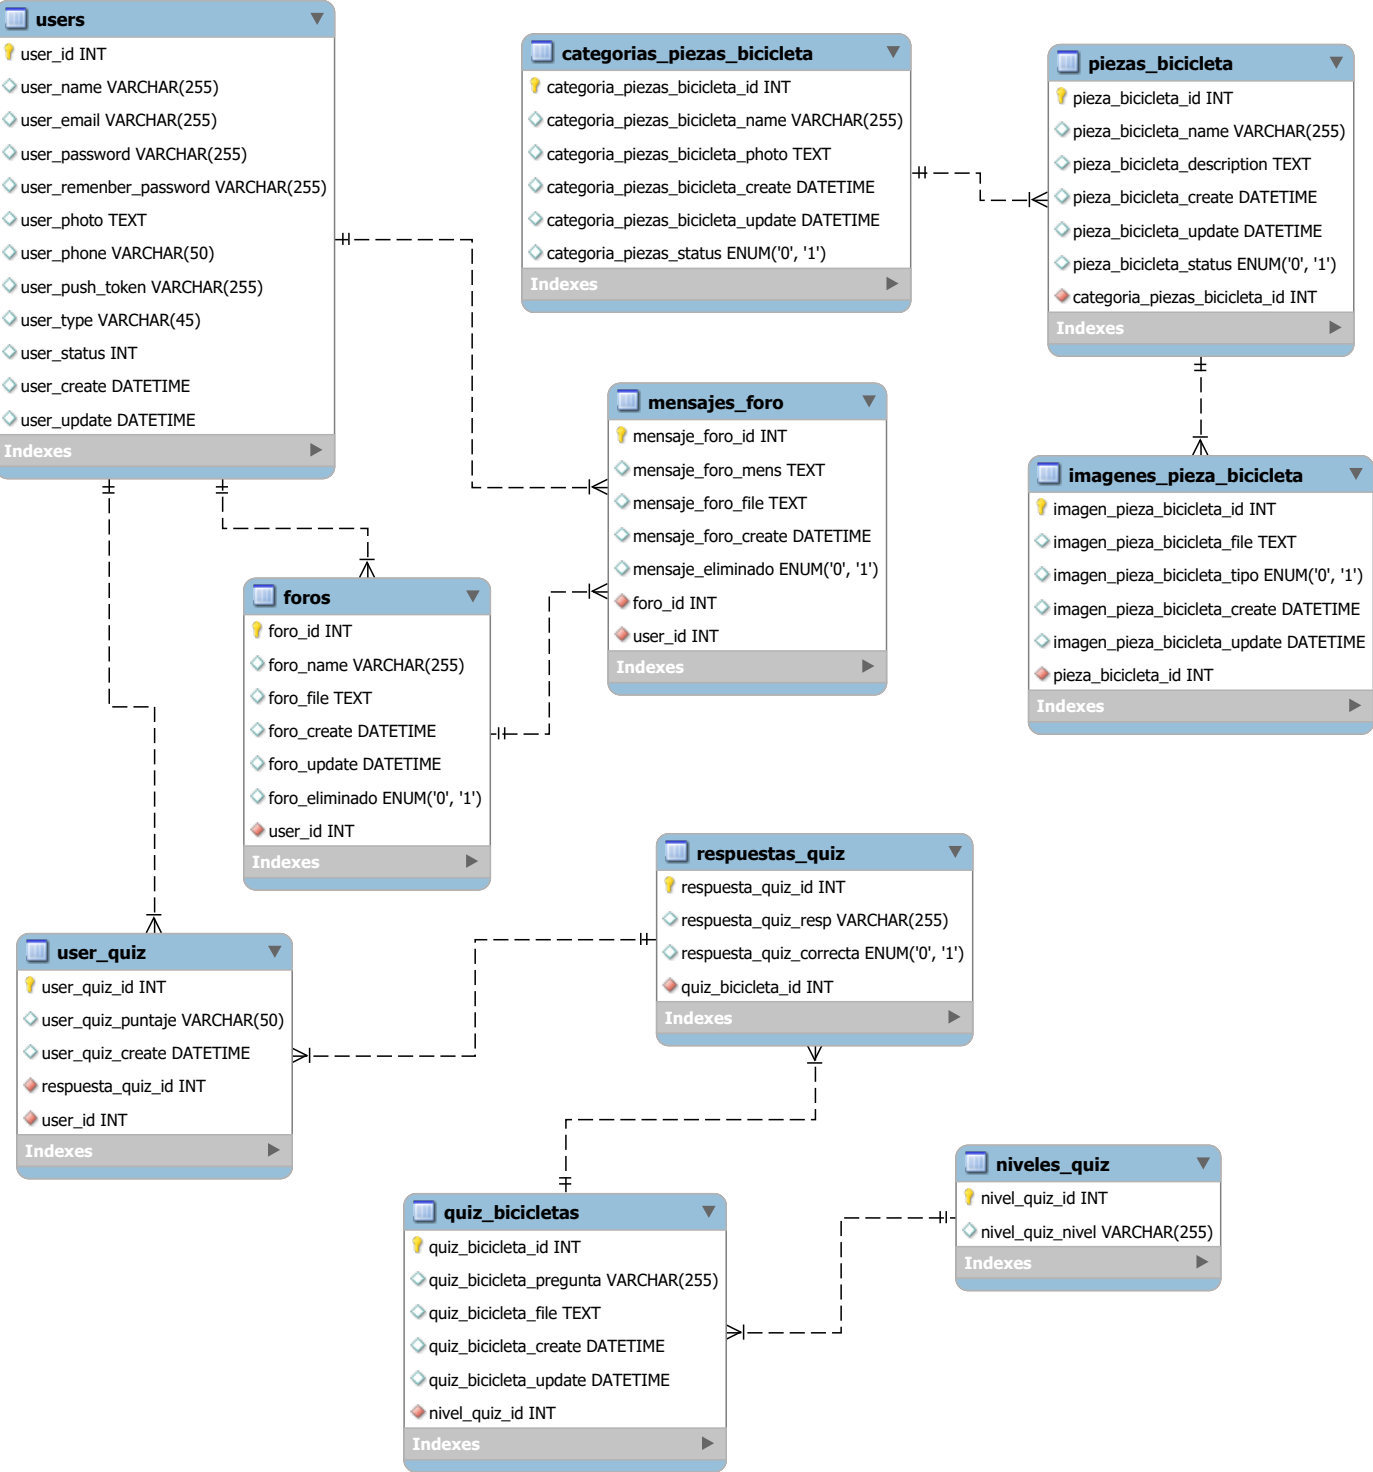 users
user_id INT
user_name VARCHAR(255)
user_email VARCHAR(255)
user_password VARCHAR(255)
user_remenber_password VARCHAR(255)
user_photo TEXT
user_phone VARCHAR(50)
user_push_token VARCHAR(255)
user_type VARCHAR(45)
user_status INT
user_create DATETIME
user_update DATETIME
Indexes
categorias_piezas_bicicleta
categoria_piezas_bicicleta_id INT
categoria_piezas_bicicleta_name VARCHAR(255)
categoria_piezas_bicicleta_photo TEXT
categoria_piezas_bicicleta_create DATETIME
categoria_piezas_bicicleta_update DATETIME
categoria_piezas_status ENUM('0', '1')
Indexes
piezas_bicicleta
pieza_bicicleta_id INT
pieza_bicicleta_name VARCHAR(255)
pieza_bicicleta_description TEXT
pieza_bicicleta_create DATETIME
pieza_bicicleta_update DATETIME
pieza_bicicleta_status ENUM('0', '1')
categoria_piezas_bicicleta_id INT
Indexes
mensajes_foro
mensaje_foro_id INT
mensaje_foro_mens TEXT
mensaje_foro_file TEXT
mensaje_foro_create DATETIME
mensaje_eliminado ENUM('0', '1')
foro_id INT
user_id INT
Indexes
imagenes_pieza_bicicleta
imagen_pieza_bicicleta_id INT
imagen_pieza_bicicleta_file TEXT
imagen_pieza_bicicleta_tipo ENUM('0', '1')
imagen_pieza_bicicleta_create DATETIME
imagen_pieza_bicicleta_update DATETIME
pieza_bicicleta_id INT
Indexes
foros
foro_id INT
foro_name VARCHAR(255)
foro_file TEXT
foro_create DATETIME
foro_update DATETIME
foro_eliminado ENUM('0', '1')
user_id INT
Indexes
respuestas_quiz
respuesta_quiz_id INT
respuesta_quiz_resp VARCHAR(255)
respuesta_quiz_correcta ENUM('0', '1')
quiz_bicicleta_id INT
Indexes
user_quiz
user_quiz_id INT
user_quiz_puntaje VARCHAR(50)
user_quiz_create DATETIME
respuesta_quiz_id INT
user_id INT
Indexes
niveles_quiz
nivel_quiz_id INT
nivel_quiz_nivel VARCHAR(255)
Indexes
quiz_bicicletas
quiz_bicicleta_id INT
quiz_bicicleta_pregunta VARCHAR(255)
quiz_bicicleta_file TEXT
quiz_bicicleta_create DATETIME
quiz_bicicleta_update DATETIME
nivel_quiz_id INT
Indexes